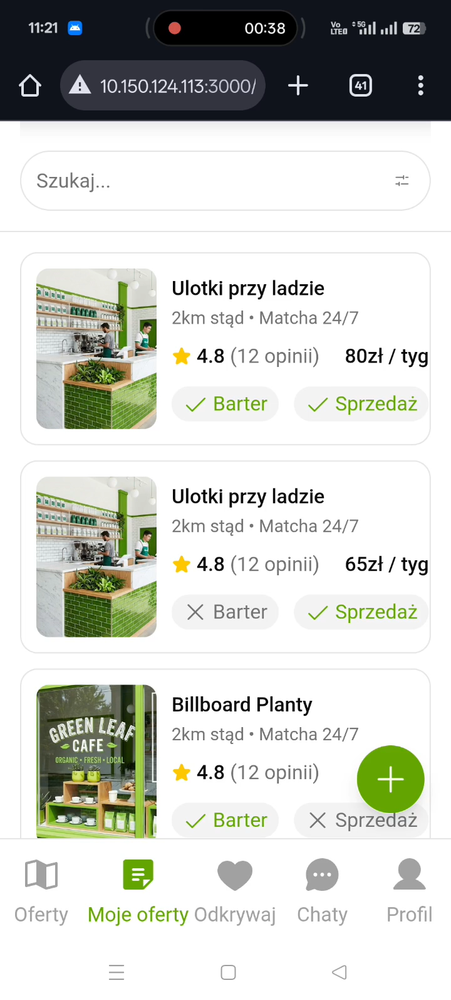 11:21
00:38
Vo
LTE
5G
72
10.150.124.113:3000/
41
Szukaj...
Ulotki przy ladzie
2km stąd • Matcha 24/7
4.8 (12 opinii) 80zł / tyg
Barter Sprzedaż
Ulotki przy ladzie
2km stąd • Matcha 24/7
4.8 (12 opinii) 65zł / tyg
Barter Sprzedaż
GREEN LEAF
CAFE
ORGANIC • FRESH • LOCAL
Billboard Planty
2km stąd • Matcha 24/7
4.8 (12 opinii)
Barter Sprzedaż
Oferty Moje oferty Odkrywaj Chaty Profil